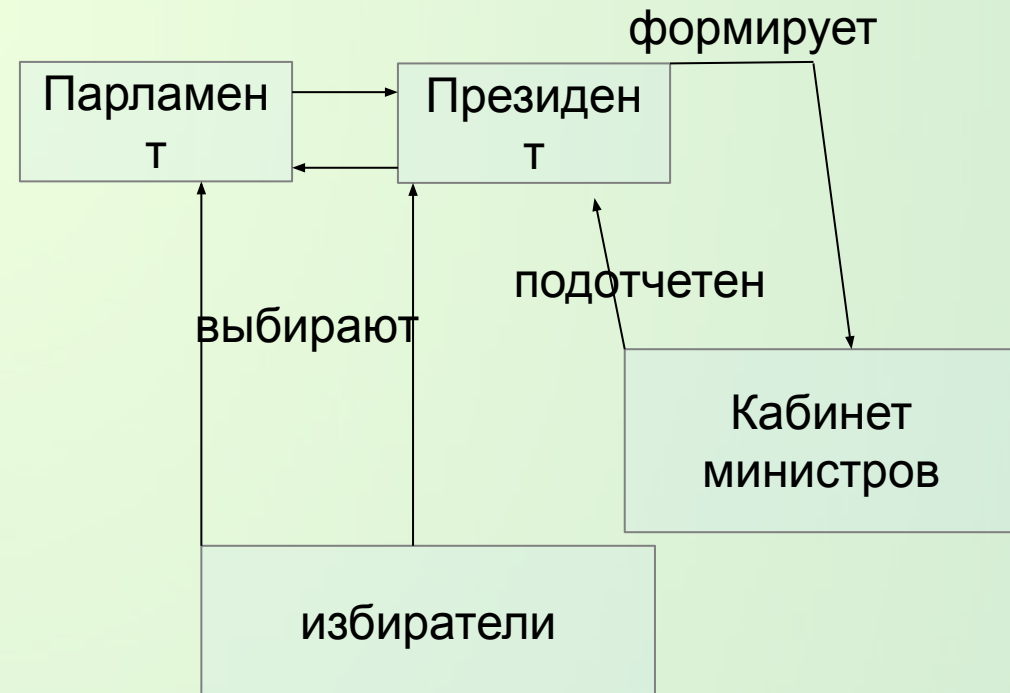 формирует
Парламен
т
Президен
т
подотчетен
выбирают
Кабинет
министров
избиратели